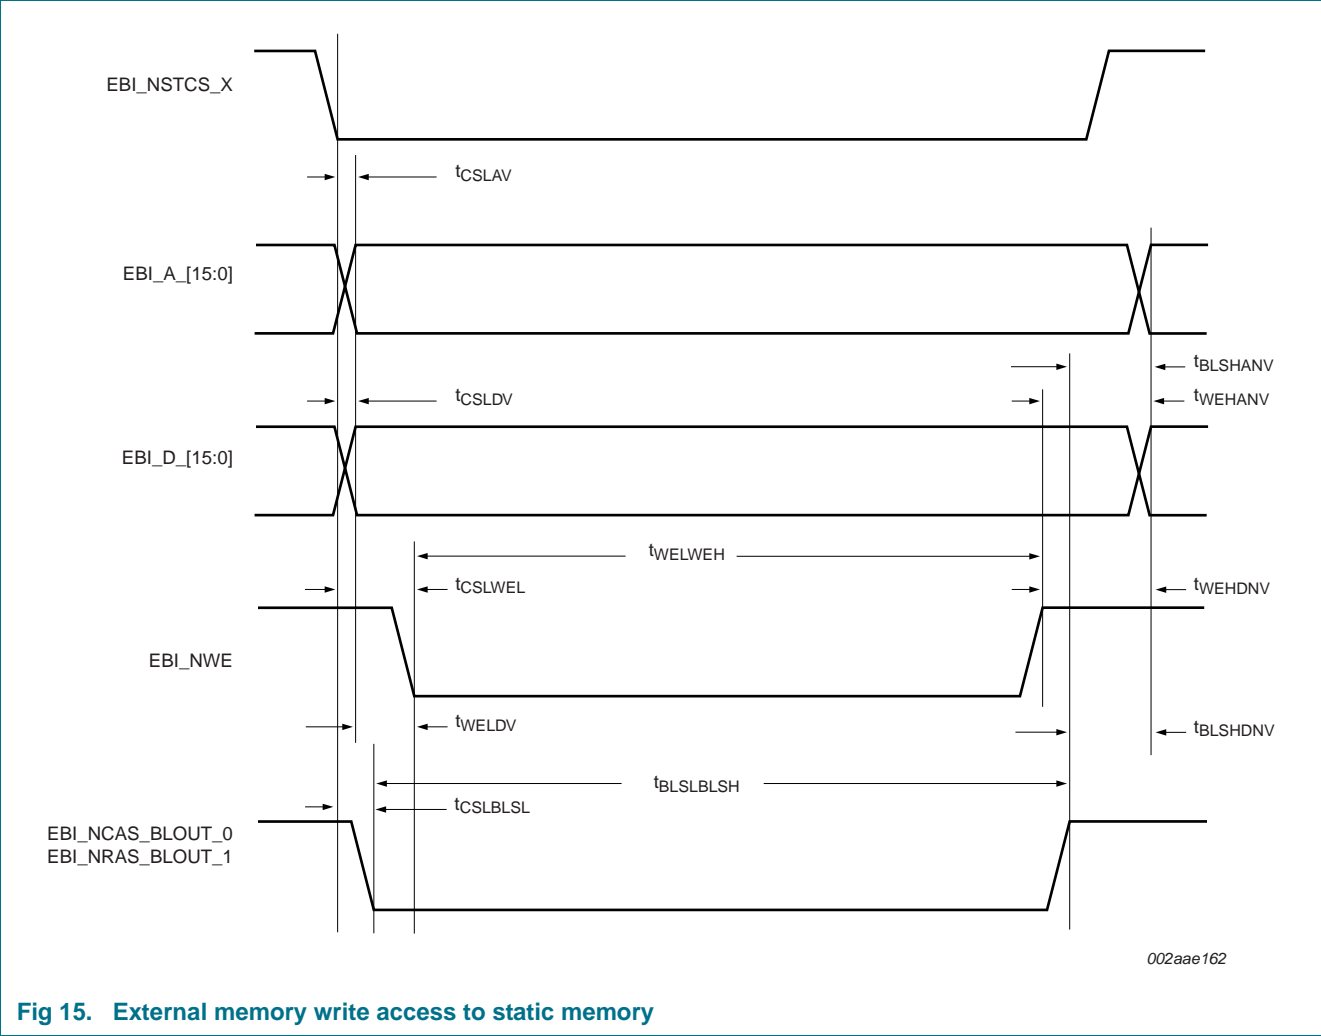 EBI_NSTCS_X
tCSLAV
EBI_A_[15:0]
tBLSHANV
tCSLDV
tWEHANV
EBI_D_[15:0]
tWELWEH
tCSLWEL
tWEHDNV
EBI_NWE
tWELDV
tBLSHDNV
tBLSLBLSH
tCSLBLSL
EBI_NCAS_BLOUT_0
EBI_NRAS_BLOUT_1
002aae162
Fig 15. External memory write access to static memory